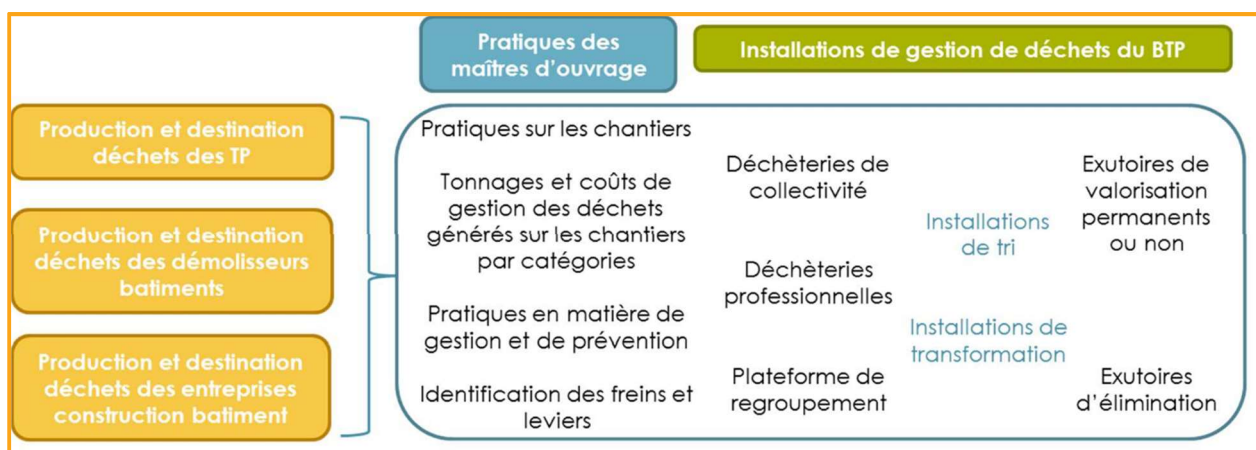 Pratiques des
maîtres d'ouvrage
Installations de gestion de déchets du BTP
Production et destination
déchets des TP
Production et destination
déchets des démolisseurs
batiments
Production et destination
déchets des entreprises
construction batiment
Pratiques sur les chantiers
Tonnages et coûts de
gestion des déchets
générés sur les chantiers
par catégories
Pratiques en matière de
gestion et de prévention
Identification des freins et
leviers
Déchèteries de
collectivité
Déchèteries
professionnelles
Plateforme de
regroupement
Installations
de tri
Installations de
transformation
Exutoires de
valorisation
permanents
ou non
Exutoires
d'élimination